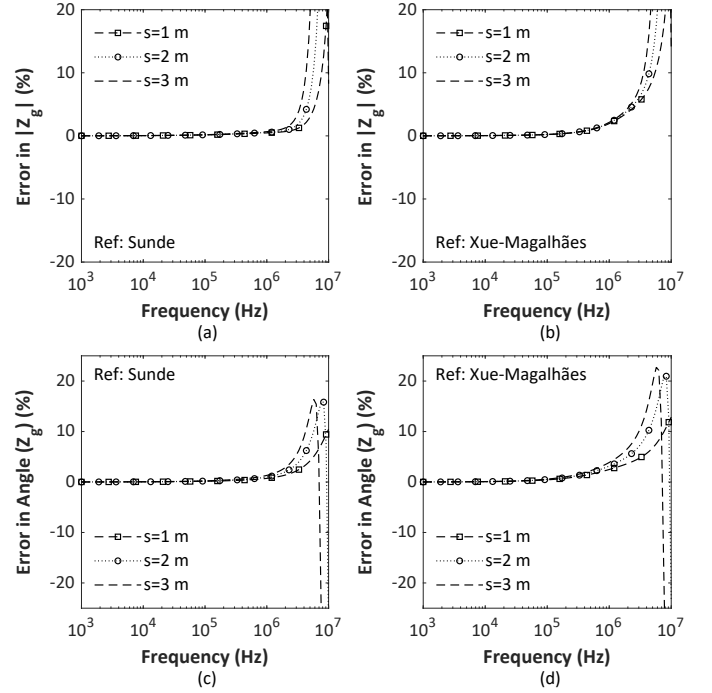 20
10
0
-10
-20
Error in |Z_g| (%)
s=1 m
s=2 m
s=3 m
Ref: Sunde
10^3 10^4 10^5 10^6 10^7
Frequency (Hz)
(a)
20
10
0
-10
-20
Error in |Z_g| (%)
s=1 m
s=2 m
s=3 m
Ref: Xue-Magalhães
10^3 10^4 10^5 10^6 10^7
Frequency (Hz)
(b)
20
10
0
-10
-20
Error in Angle (Z_g) (%)
Ref: Sunde
s=1 m
s=2 m
s=3 m
10^3 10^4 10^5 10^6 10^7
Frequency (Hz)
(c)
20
10
0
-10
-20
Error in Angle (Z_g) (%)
Ref: Xue-Magalhães
s=1 m
s=2 m
s=3 m
10^3 10^4 10^5 10^6 10^7
Frequency (Hz)
(d)